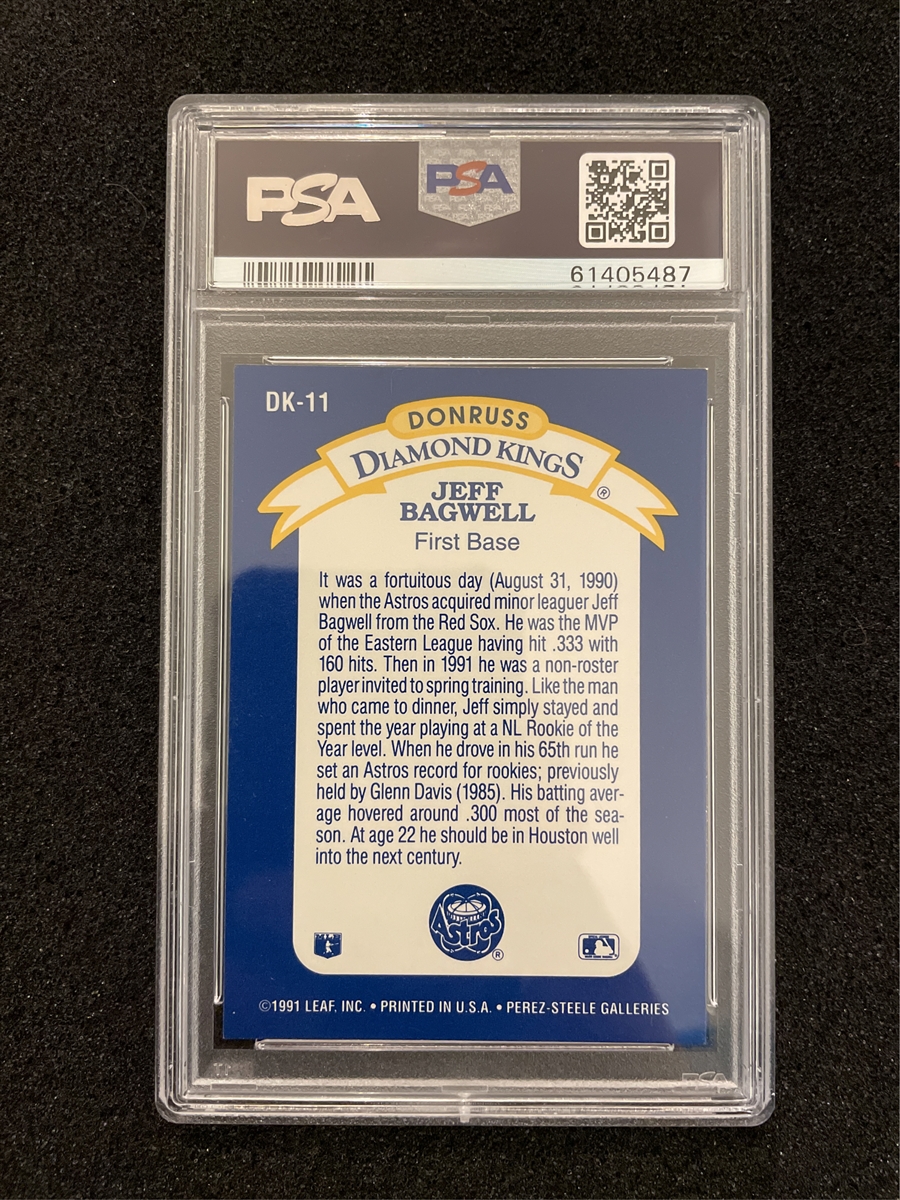 PSA
PSA
61405487
DK-11
DONRUSS
DIAMOND KINGS
®
JEFF
BAGWELL
First Base
It was a fortuitous day (August 31, 1990)
when the Astros acquired minor leaguer Jeff
Bagwell from the Red Sox. He was the MVP
of the Eastern League having hit .333 with
160 hits. Then in 1991 he was a non-roster
player invited to spring training. Like the man
who came to dinner, Jeff simply stayed and
spent the year playing at a NL Rookie of the
Year level. When he drove in his 65th run he
set an Astros record for rookies; previously
held by Glenn Davis (1985). His batting aver-
age hovered around .300 most of the sea-
son. At age 22 he should be in Houston well
into the next century.
Astros
®
©1991 LEAF, INC. • PRINTED IN U.S.A. • PEREZ-STEELE GALLERIES
PSA